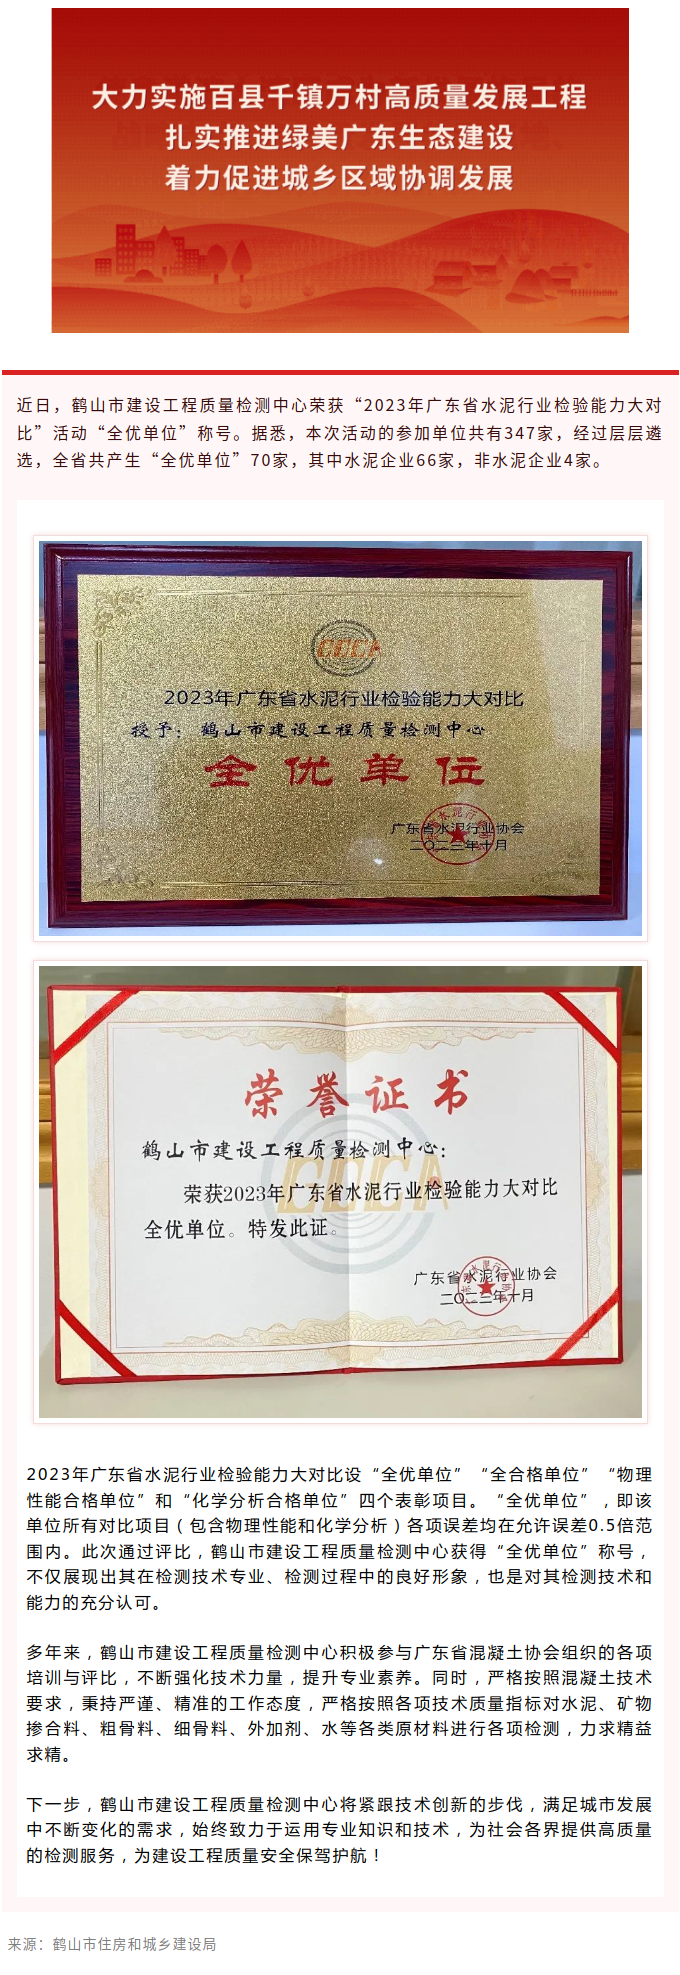 大力实施百县千镇万村高质量发展工程
扎实推进绿美广东生态建设
着力促进城乡区域协调发展
近日，鹤山市建设工程质量检测中心荣获“2023年广东省水泥行业检验能力大对
比”活动“全优单位”称号。据悉，本次活动的参加单位共有347家，经过层层遴
选，全省共产生“全优单位”70家，其中水泥企业66家，非水泥企业4家。
CCCA
2023年广东省水泥行业检验能力大对比
授予：鹤山市建设工程质量检测中心
全优单位
广东省水泥行业协会
二〇二三年十月
荣誉证书
鹤山市建设工程质量检测中心：
荣获2023年广东省水泥行业检验能力大对比
全优单位。特发此证。
广东省水泥行业协会
二〇二三年十月
2023年广东省水泥行业检验能力大对比设“全优单位”“全合格单位”“物理
性能合格单位”和“化学分析合格单位”四个表彰项目。“全优单位”，即该
单位所有对比项目（包含物理性能和化学分析）各项误差均在允许误差0.5倍范
围内。此次通过评比，鹤山市建设工程质量检测中心获得“全优单位”称号，
不仅展现出其在检测技术专业、检测过程中的良好形象，也是对其检测技术和
能力的充分认可。
多年来，鹤山市建设工程质量检测中心积极参与广东省混凝土协会组织的各项
培训与评比，不断强化技术力量，提升专业素养。同时，严格按照混凝土技术
要求，秉持严谨、精准的工作态度，严格按照各项技术质量指标对水泥、矿物
掺合料、粗骨料、细骨料、外加剂、水等各类原材料进行各项检测，力求精益
求精。
下一步，鹤山市建设工程质量检测中心将紧跟技术创新的步伐，满足城市发展
中不断变化的需求，始终致力于运用专业知识和技术，为社会各界提供高质量
的检测服务，为建设工程质量安全保驾护航！
来源：鹤山市住房和城乡建设局